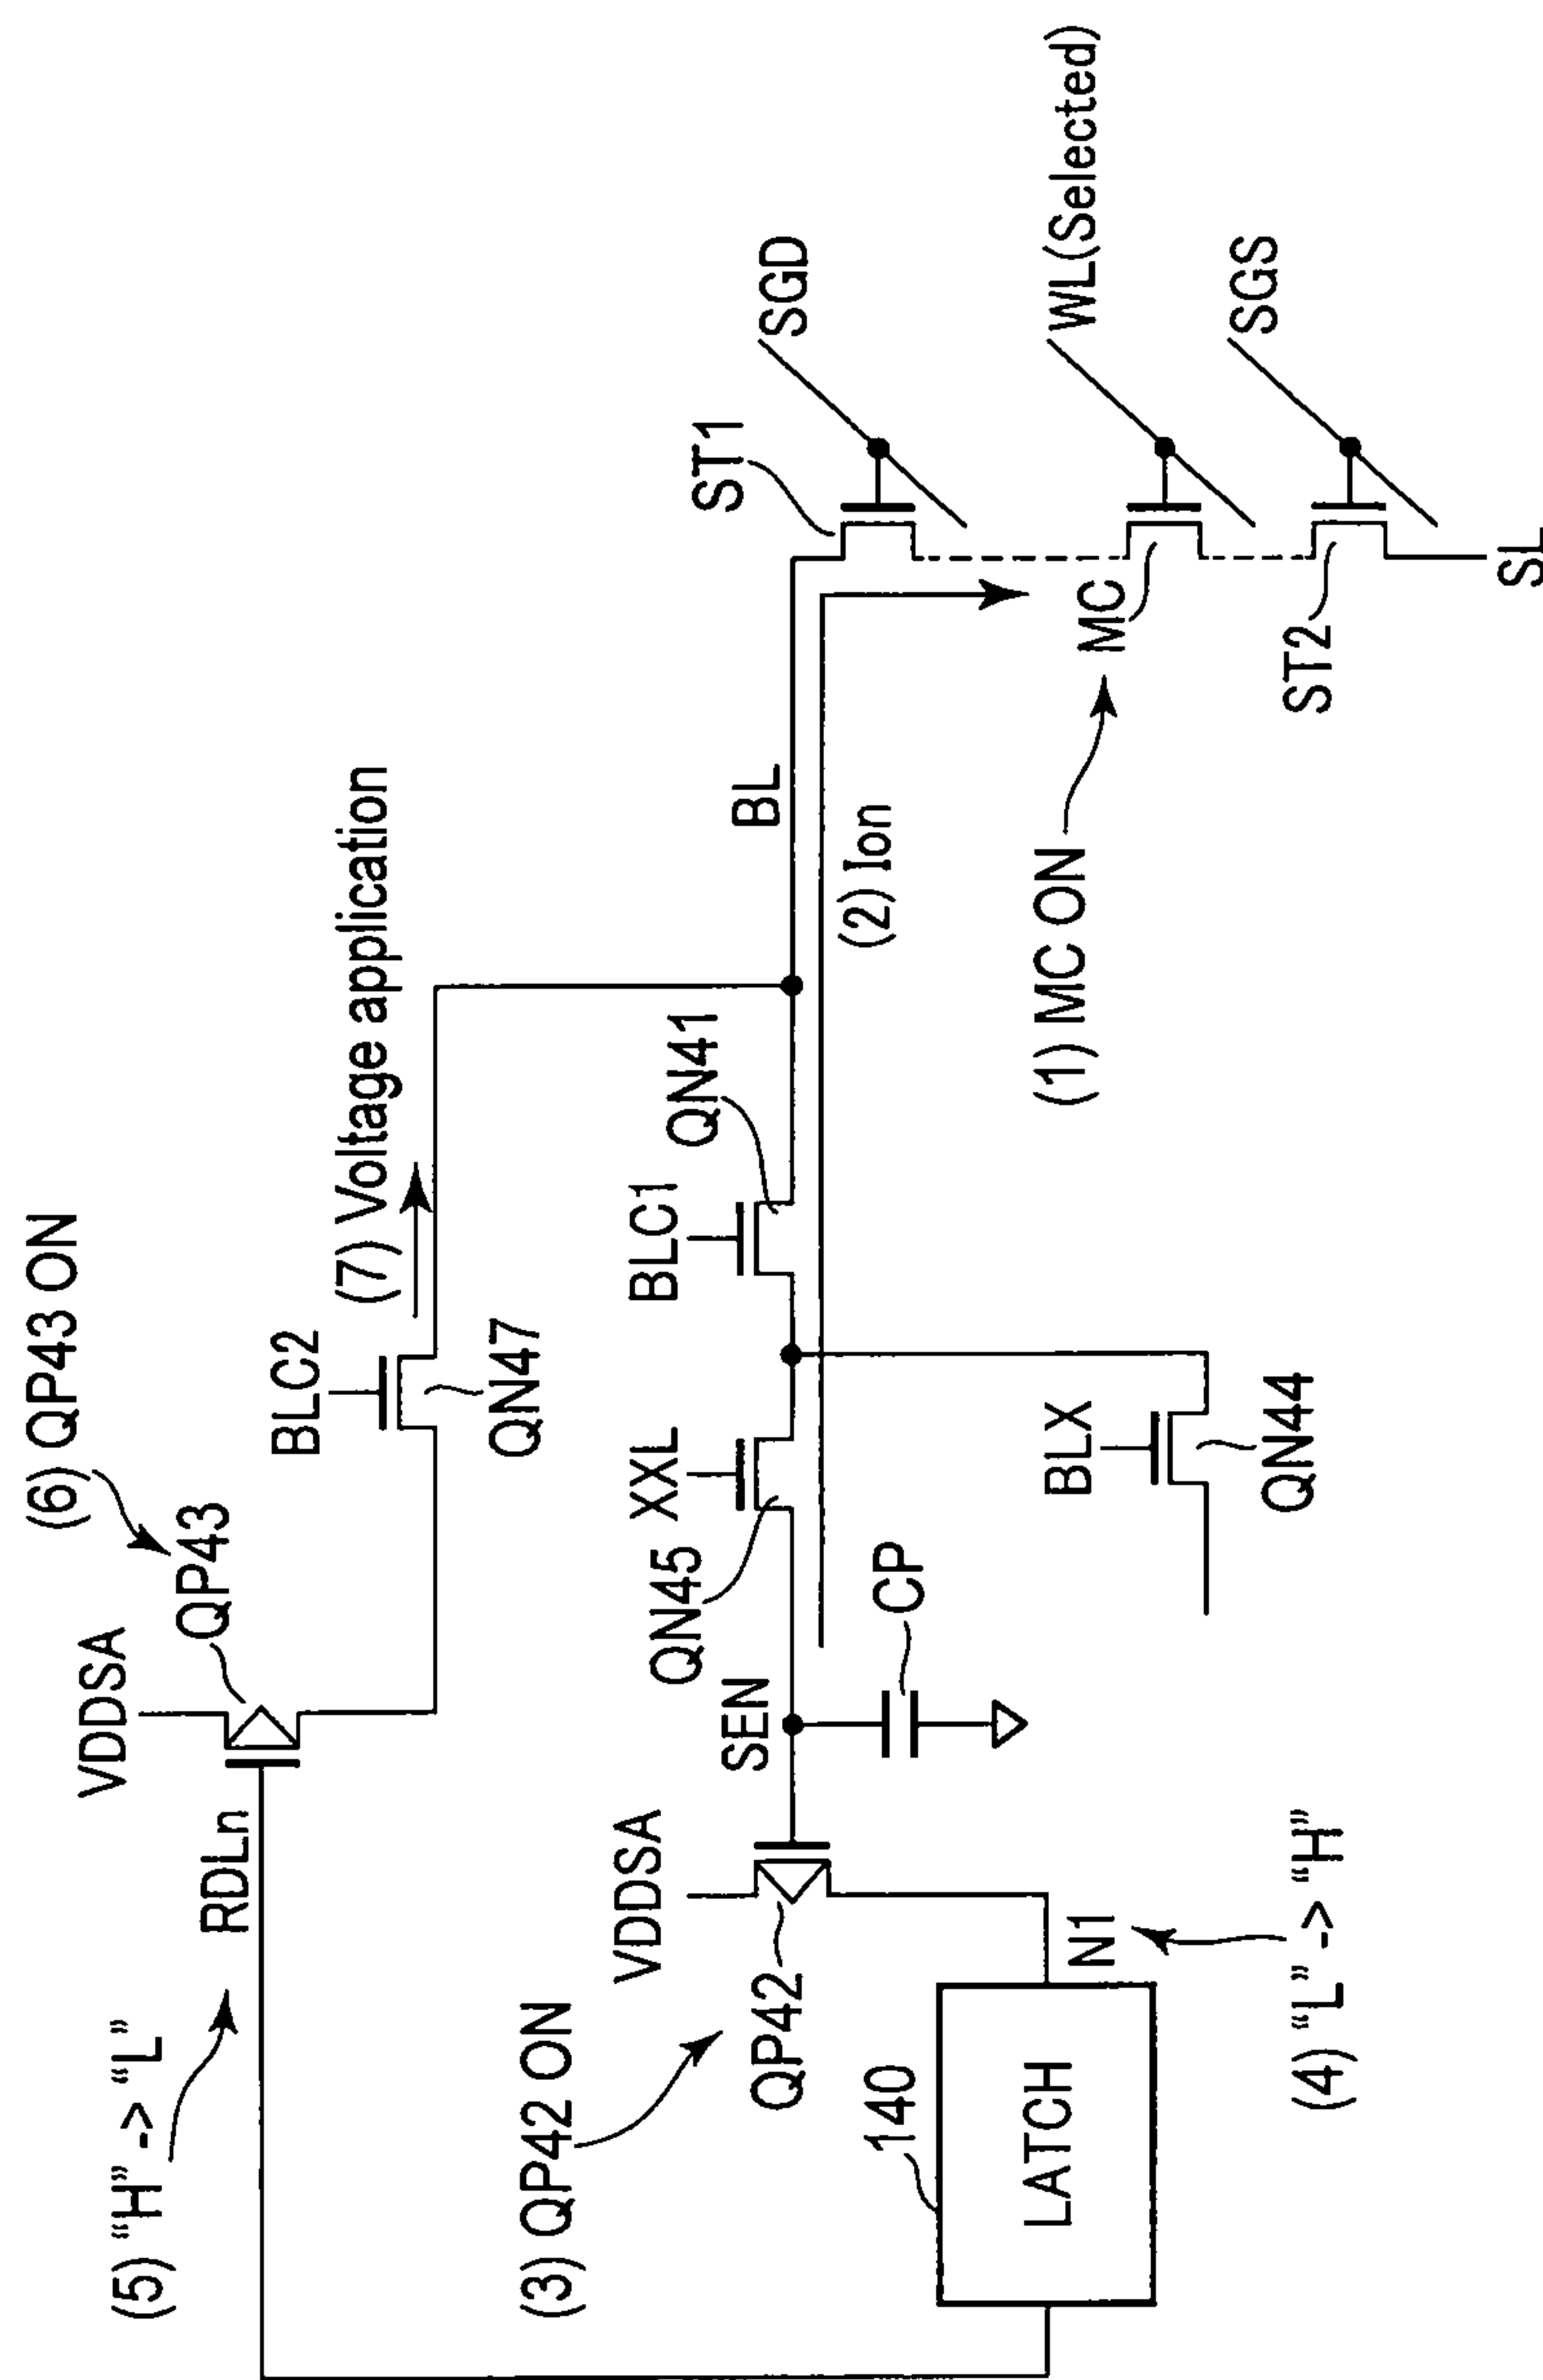 (6) QP43 ON
VDDSA
QP43
(5) “H” -> “L”
RDLn
BLC2
QN47
(7) Voltage application
(3) QP42 ON
VDDSA
QP42
SEN
QN45
XXL
BLC1
QN41
BL
ST1
SGD
140
LATCH
N1
(4) “L” -> “H”
CP
BLX
QN44
(2) Ion
(1) MC ON
MC
WL(Selected)
ST2
SGS
SL